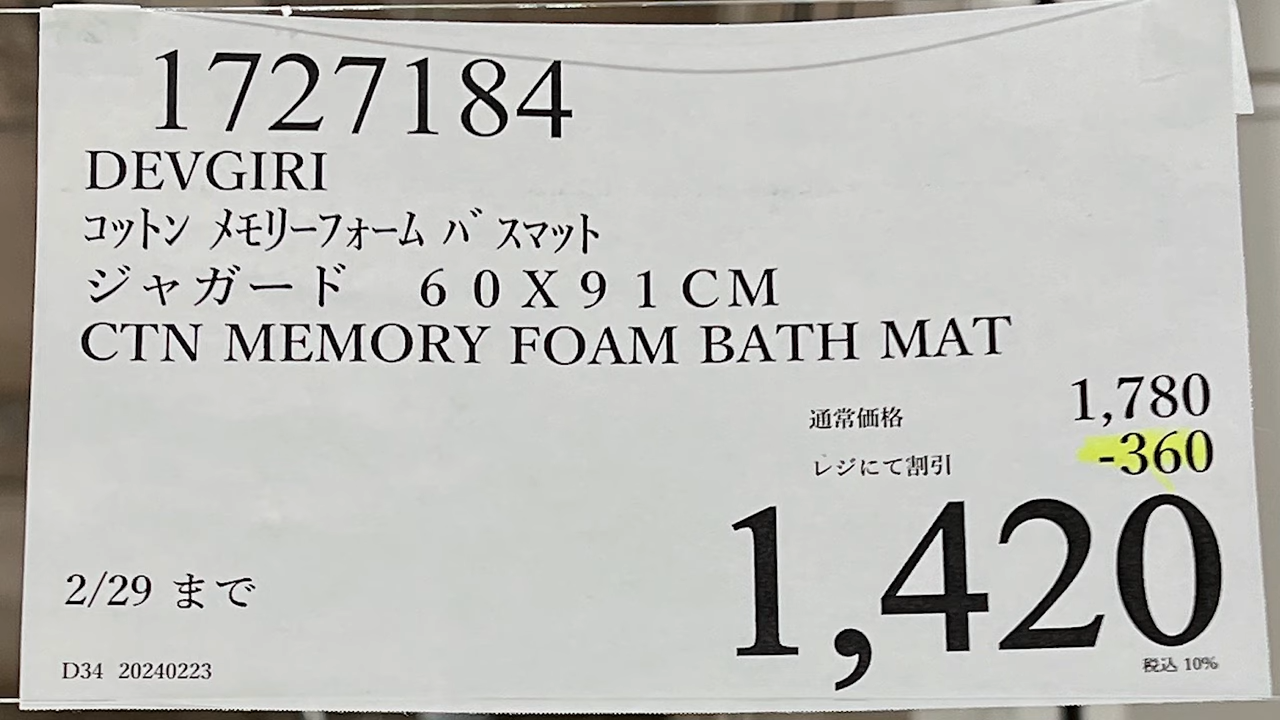 1727184
DEVGIRI
コットン メモリーフォーム バスマット
ジャガード　６０Ｘ９１ＣＭ
CTN MEMORY FOAM BATH MAT
通常価格 1,780
レジにて割引 -360
1,420
税込 10%
2/29 まで
D34 20240223